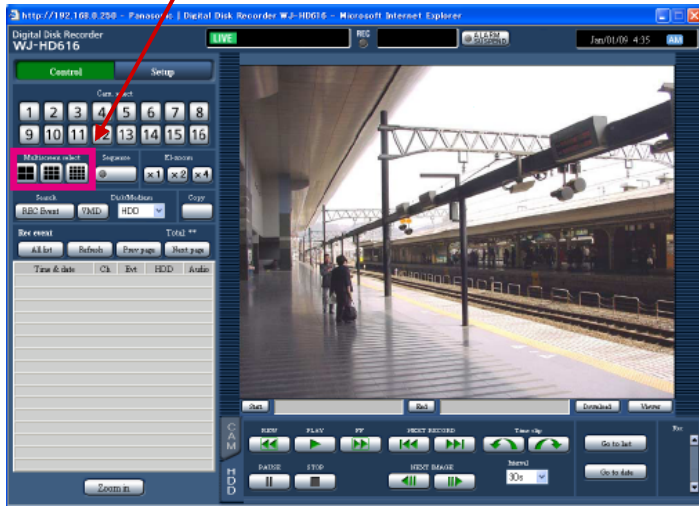 http://192.168.0.250 - Panasonic | Digital Disk Recorder WJ-HD616 - Microsoft Internet Explorer
Digital Disk Recorder
WJ-HD616
LIVE
REC
ALARM
SUSPEND
Jan/01/09 4:35 AM
Control Setup
Cam. select
1 2 3 4 5 6 7 8
9 10 11 12 13 14 15 16
Multiscreen select Sequence El-zoom
x1 x2 x4
Search Disk/Medium Copy
REC Event VMD HDD
Rec event Total **
All list Refresh Prev page Next page
Time & date Ch Evt HDD Audio
Zoom in
Start End Download Viewer
CAM
HDD
REW PLAY FF NEXT RECORD Time slip
PAUSE STOP NEXT IMAGE Interval
30s
Go to last
Go to date